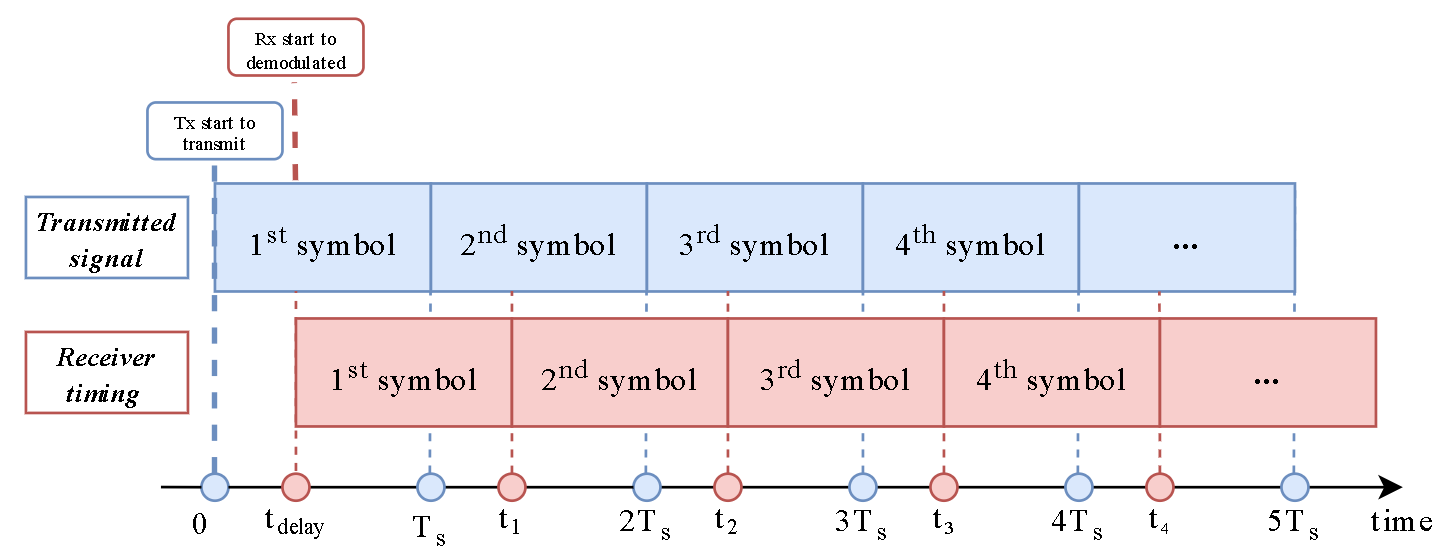 Rx start to
demodulated
Tx start to
transmit
Transmitted
signal
1st symbol
2nd symbol
3rd symbol
4th symbol
...
Receiver
timing
1st symbol
2nd symbol
3rd symbol
4th symbol
...
0
tdelay
Ts
t1
2Ts
t2
3Ts
t3
4Ts
t4
5Ts
time